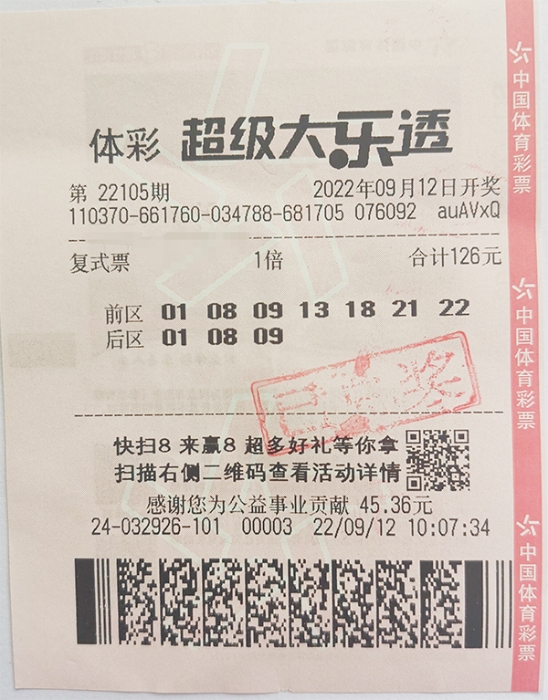 体彩 超级大乐透
第 22105期 2022年09月12日开奖
110370-661760-034788-681705 076092 auAVxQ
复式票 1倍 合计126元
前区 01 08 09 13 18 21 22
后区 01 08 09
已兑奖
快扫8 来赢8 超多好礼等你拿
扫描右侧二维码查看活动详情
感谢您为公益事业贡献 45.36元
24-032926-101 00003 22/09/12 10:07:34
中国体育彩票
中国体育彩票
中国体育彩票